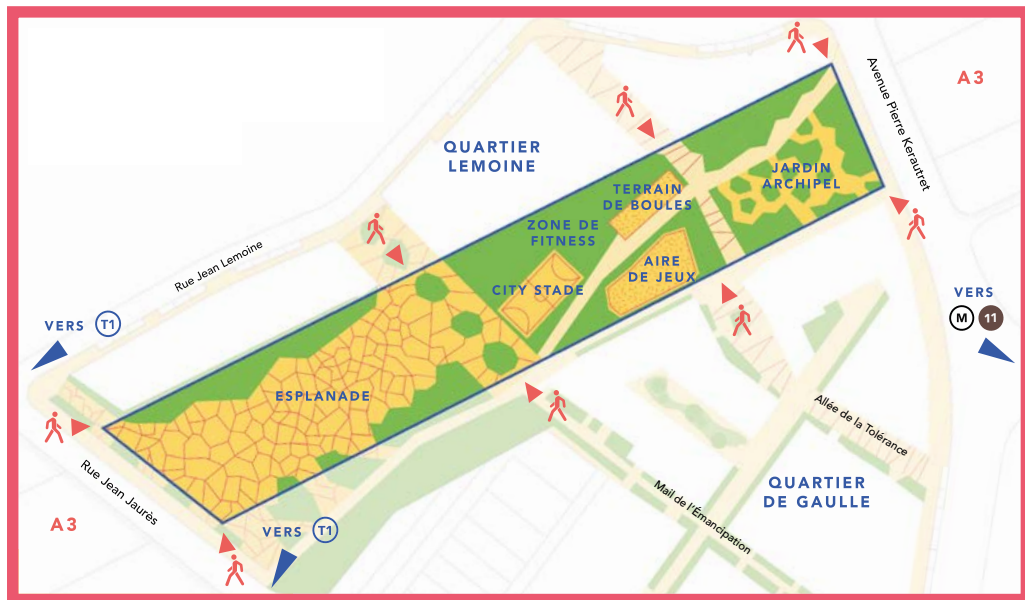 A3
Avenue Pierre Kerautret
QUARTIER
LEMOINE
JARDIN
ARCHIPEL
TERRAIN
DE BOULES
ZONE DE
FITNESS
AIRE
DE JEUX
CITY STADE
Rue Jean Lemoine
VERS T1
VERS
M 11
ESPLANADE
Allée de la Tolérance
Rue Jean Jaurès
QUARTIER
DE GAULLE
Mail de l'Émancipation
A3
VERS T1